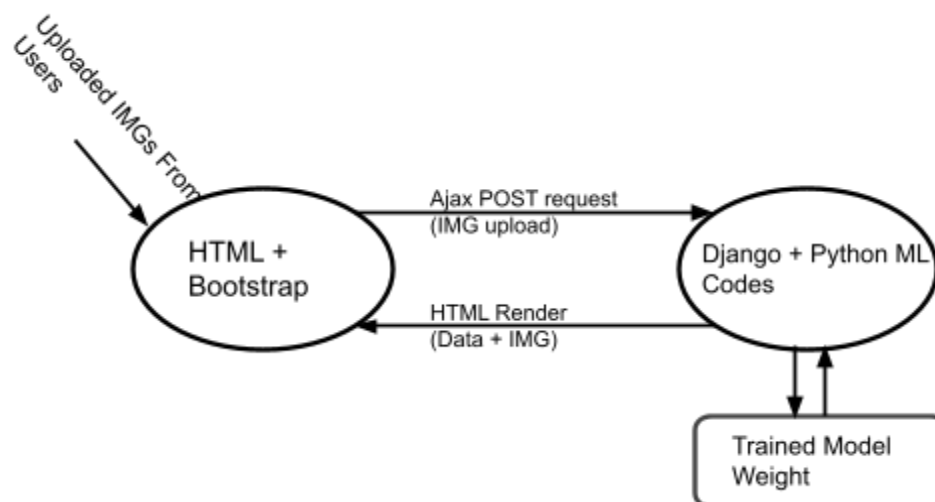 Uploaded IMGs From
Users
HTML +
Bootstrap
Ajax POST request
(IMG upload)
HTML Render
(Data + IMG)
Django + Python ML
Codes
Trained Model
Weight